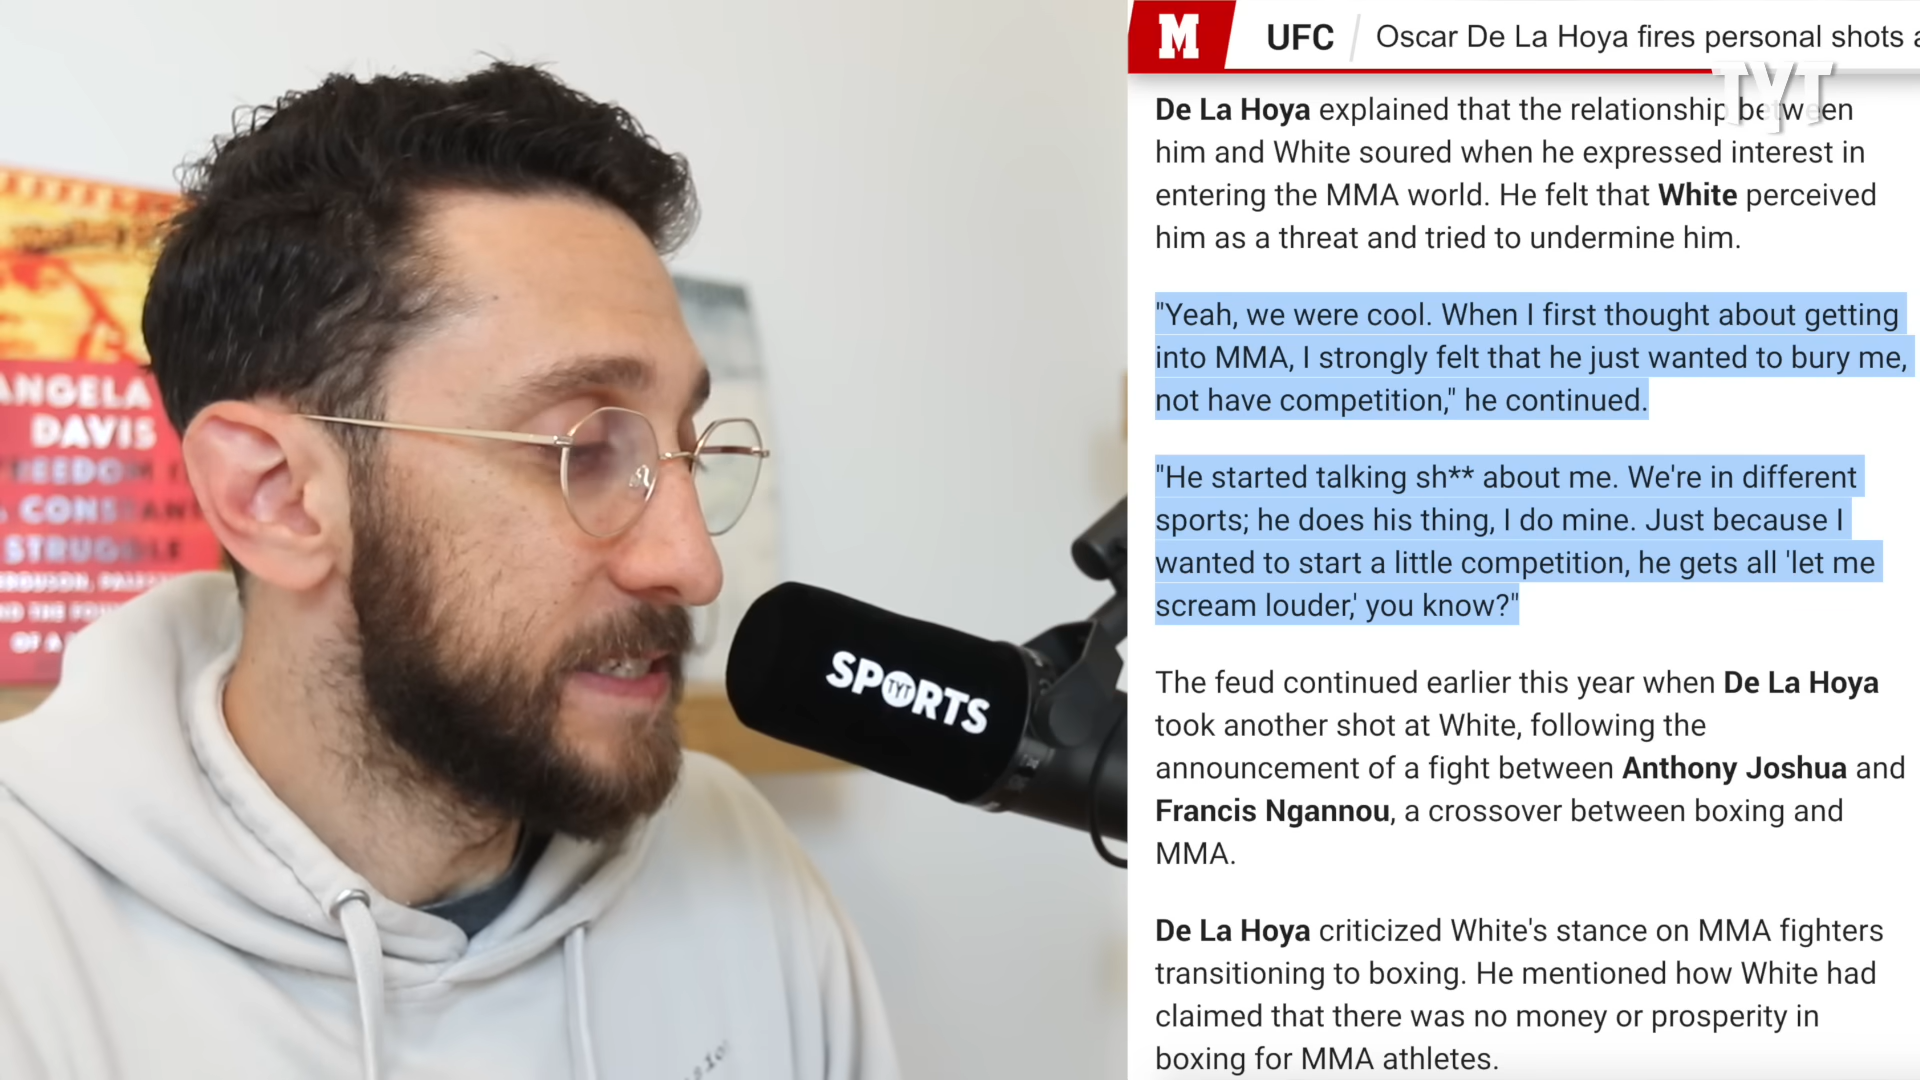 M
UFC
Oscar De La Hoya fires personal shots
TYT
De La Hoya explained that the relationship between
him and White soured when he expressed interest in
entering the MMA world. He felt that White perceived
him as a threat and tried to undermine him.
"Yeah, we were cool. When I first thought about getting
into MMA, I strongly felt that he just wanted to bury me,
not have competition," he continued.
"He started talking sh** about me. We're in different
sports; he does his thing, I do mine. Just because I
wanted to start a little competition, he gets all 'let me
scream louder,' you know?"
The feud continued earlier this year when De La Hoya
took another shot at White, following the
announcement of a fight between Anthony Joshua and
Francis Ngannou, a crossover between boxing and
MMA.
De La Hoya criticized White's stance on MMA fighters
transitioning to boxing. He mentioned how White had
claimed that there was no money or prosperity in
boxing for MMA athletes.
ANGELA
DAVIS
CONSTANT
STRUGGLE
OF A
SPORTS
TYT